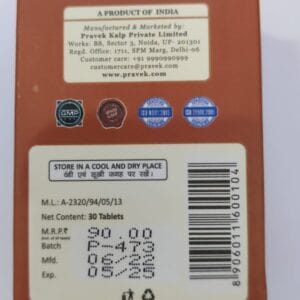 A PRODUCT OF INDIA
Manufactured & Marketed by:
Pravek Kalp Private Limited
Works: B8, Sector 3, Noida, UP- 201301
Regd. Office: 1711, SPM Marg, Delhi-06
Customer care: +91 9990999999
customercare@pravek.com
www.pravek.com
GMP
STORE IN A COOL AND DRY PLACE
ठंडी एवं सूखी जगह पर रखें।
M.L.: A-2320/94/05/13
Net Content: 30 Tablets
M.R.P.₹ 90.00
Batch P-473
Mfd. 06/22
Exp. 05/25
8906011600104